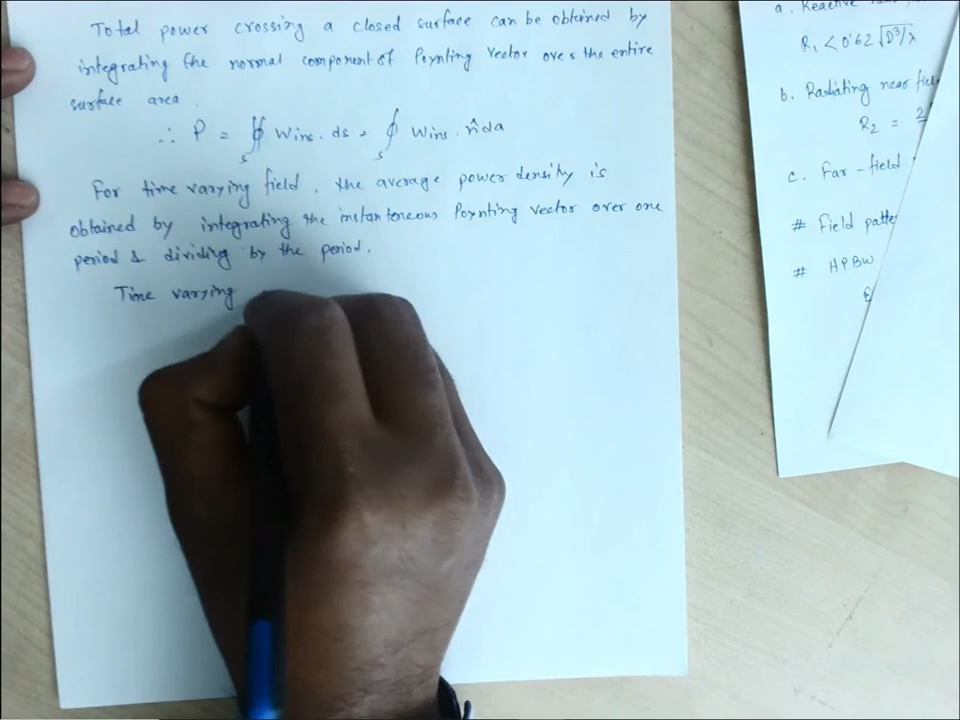 Total power crossing a closed surface can be obtained by
integrating the normal component of Poynting Vector over the entire
surface area.
∴ P = ∯s Wins . ds = ∮s Wins . n̂ da
For time varying field, the average power density is
obtained by integrating the instanteneous Poynting vector over one
period & dividing by the period.
Time varying
a. Reactive
R1 < 0.62 √D³/λ
b. Radiating near fiel
R2 = 2
c. Far-field
# Field patte
# HPBW